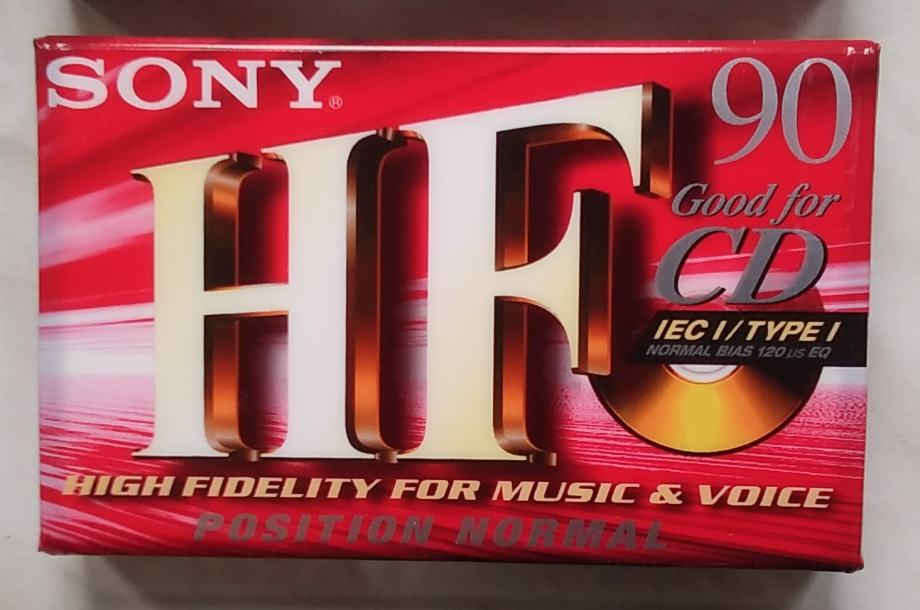 SONY®
HF
90
Good for
CD
IEC I/TYPE I
NORMAL BIAS 120 µs EQ
HIGH FIDELITY FOR MUSIC & VOICE
POSITION NORMAL